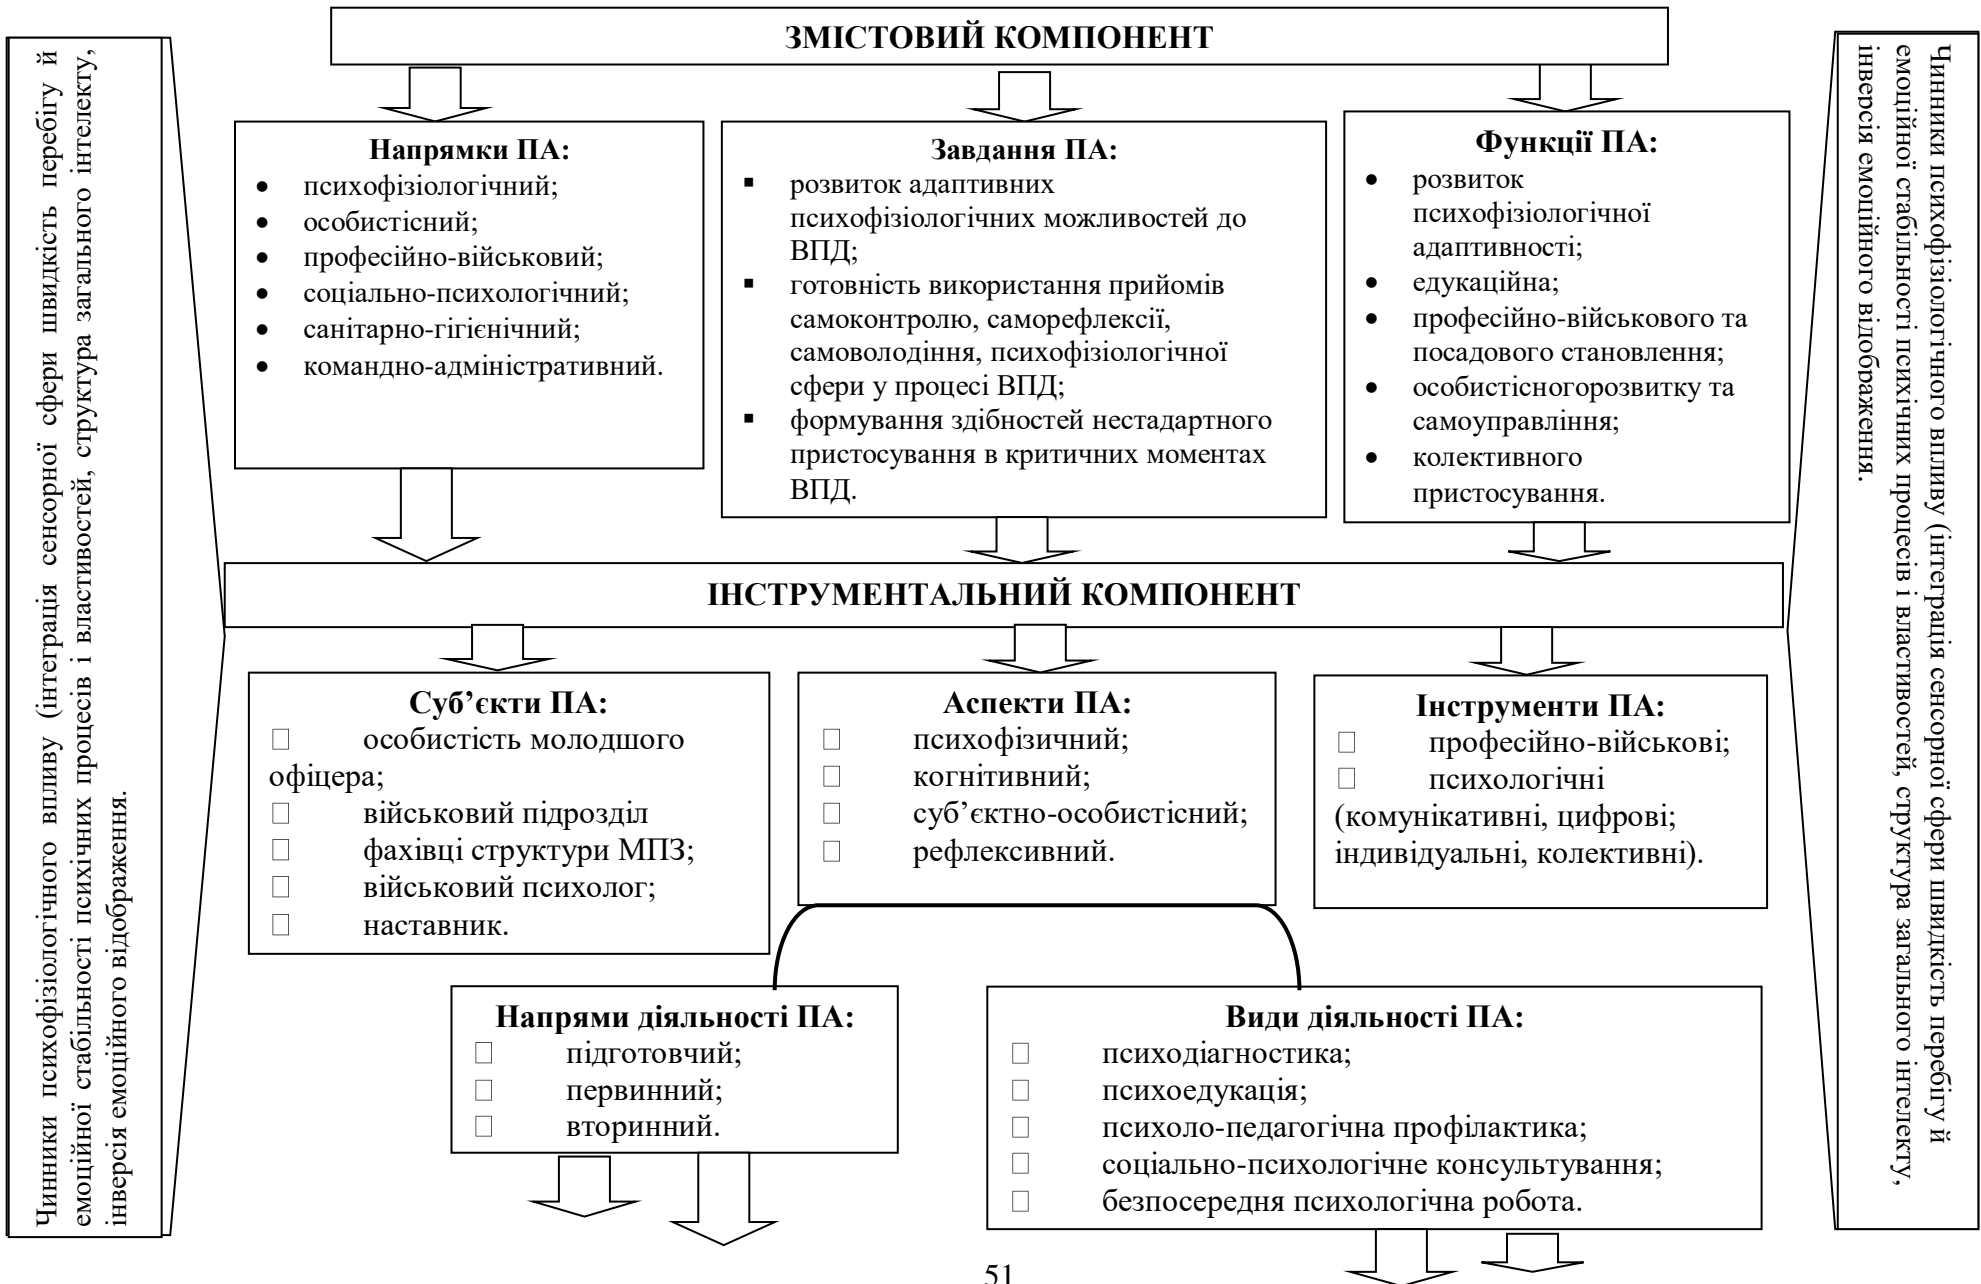 Чинники психофізіологічного впливу (інтеграція сенсорної сфери швидкість перебігу й
емоційної стабільності психічних процесів і властивостей, структура загального інтелекту,
інверсія емоційного відображення.
ЗМІСТОВИЙ КОМПОНЕНТ
Напрямки ПА:
• психофізіологічний;
• особистісний;
• професійно-військовий;
• соціально-психологічний;
• санітарно-гігієнічний;
• командно-адміністративний.
Завдання ПА:
▪ розвиток адаптивних
психофізіологічних можливостей до
ВПД;
▪ готовність використання прийомів
самоконтролю, саморефлексії,
самоволодіння, психофізіологічної
сфери у процесі ВПД;
▪ формування здібностей нестадартного
пристосування в критичних моментах
ВПД.
Функції ПА:
• розвиток
психофізіологічної
адаптивності;
• едукаційна;
• професійно-військового та
посадового становлення;
• особистісногорозвитку та
самоуправління;
• колективного
пристосування.
ІНСТРУМЕНТАЛЬНИЙ КОМПОНЕНТ
Суб’єкти ПА:
□ особистість молодшого
офіцера;
□ військовий підрозділ
□ фахівці структури МПЗ;
□ військовий психолог;
□ наставник.
Аспекти ПА:
□ психофізичний;
□ когнітивний;
□ суб’єктно-особистісний;
□ рефлексивний.
Інструменти ПА:
□ професійно-військові;
□ психологічні
(комунікативні, цифрові;
індивідуальні, колективні).
Напрями діяльності ПА:
□ підготовчий;
□ первинний;
□ вторинний.
Види діяльності ПА:
□ психодіагностика;
□ психоедукація;
□ психоло-педагогічна профілактика;
□ соціально-психологічне консультування;
□ безпосередня психологічна робота.
Чинники психофізіологічного впливу (інтеграція сенсорної сфери швидкість перебігу й
емоційної стабільності психічних процесів і властивостей, структура загального інтелекту,
інверсія емоційного відображення.
51